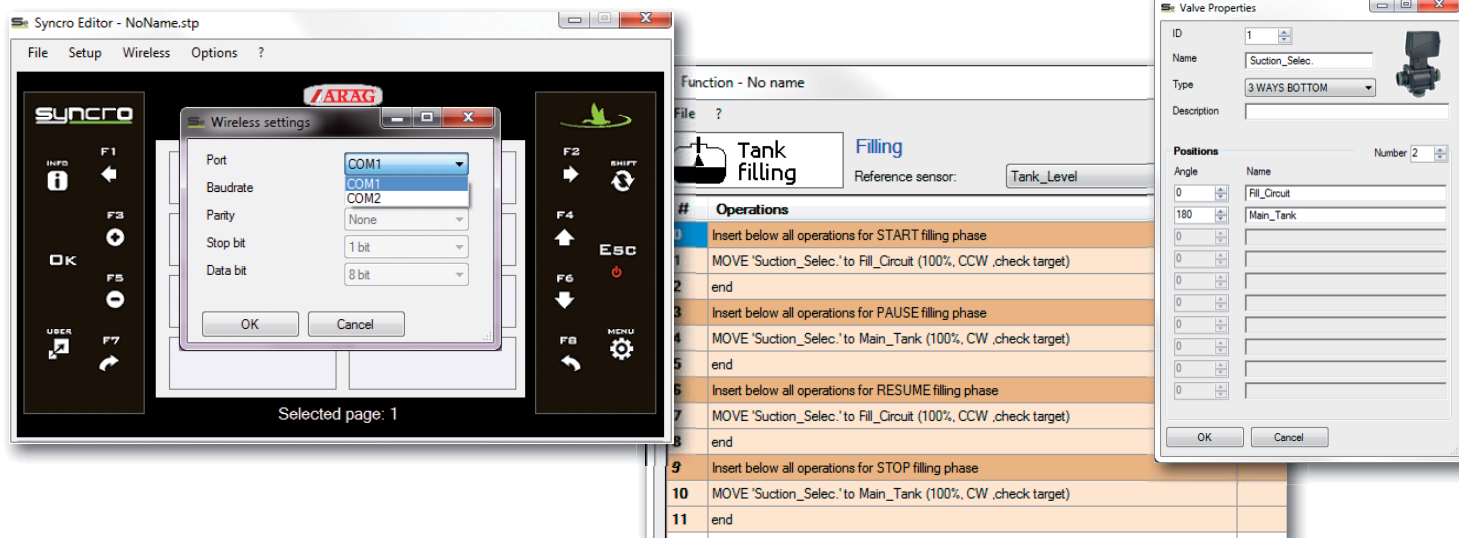 Syncro Editor - NoName.stp
File Setup Wireless Options ?
ARAG
syncro
INFO
F1
F3
OK
F5
USER
F7
Wireless settings
Port COM1
COM1
COM2
Baudrate
Parity None
Stop bit 1 bit
Data bit 8 bit
OK Cancel
F2
SHIFT
F4
Esc
F6
MENU
F8
Selected page: 1
Function - No name
File ?
Tank
filling
Filling
Reference sensor: Tank_Level
# Operations
0 Insert below all operations for START filling phase
1 MOVE 'Suction_Selec.' to Fill_Circuit (100%, CCW ,check target)
2 end
3 Insert below all operations for PAUSE filling phase
4 MOVE 'Suction_Selec.' to Main_Tank (100%, CW ,check target)
5 end
6 Insert below all operations for RESUME filling phase
7 MOVE 'Suction_Selec.' to Fill_Circuit (100%, CCW ,check target)
8 end
9 Insert below all operations for STOP filling phase
10 MOVE 'Suction_Selec.' to Main_Tank (100%, CW ,check target)
11 end
Valve Properties
ID 1
Name Suction_Selec.
Type 3 WAYS BOTTOM
Description
Positions Number 2
Angle Name
0 Fill_Circuit
180 Main_Tank
0
0
0
0
0
0
0
0
OK Cancel